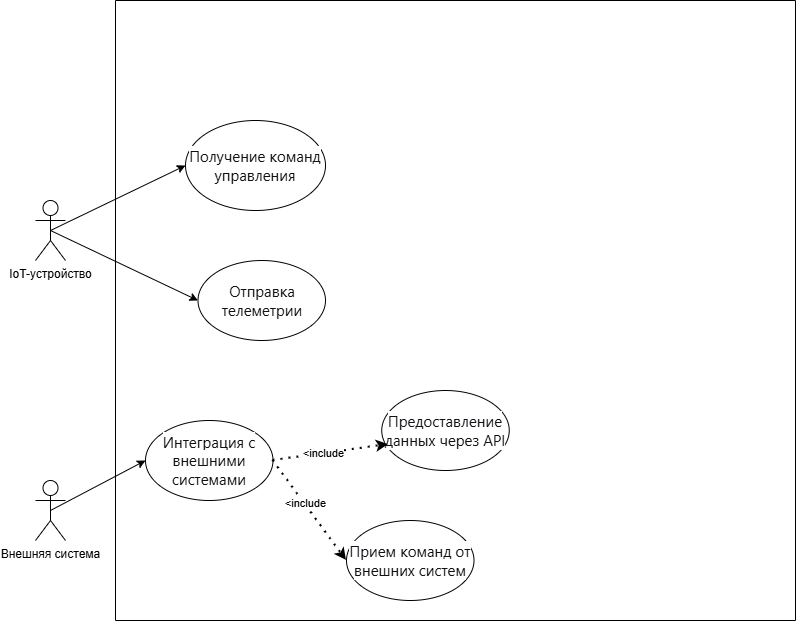 Получение команд
управления
IoT-устройство
Отправка
телеметрии
Предоставление
данных через API
Интеграция с
внешними
системами
<include
<include
Внешняя система
Прием команд от
внешних систем